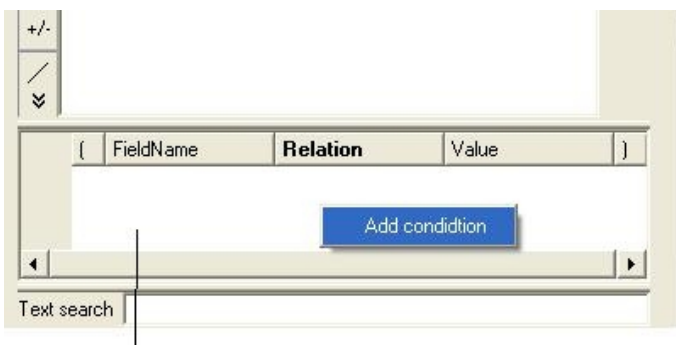 +/-
( FieldName Relation Value )
Add condidtion
Text search